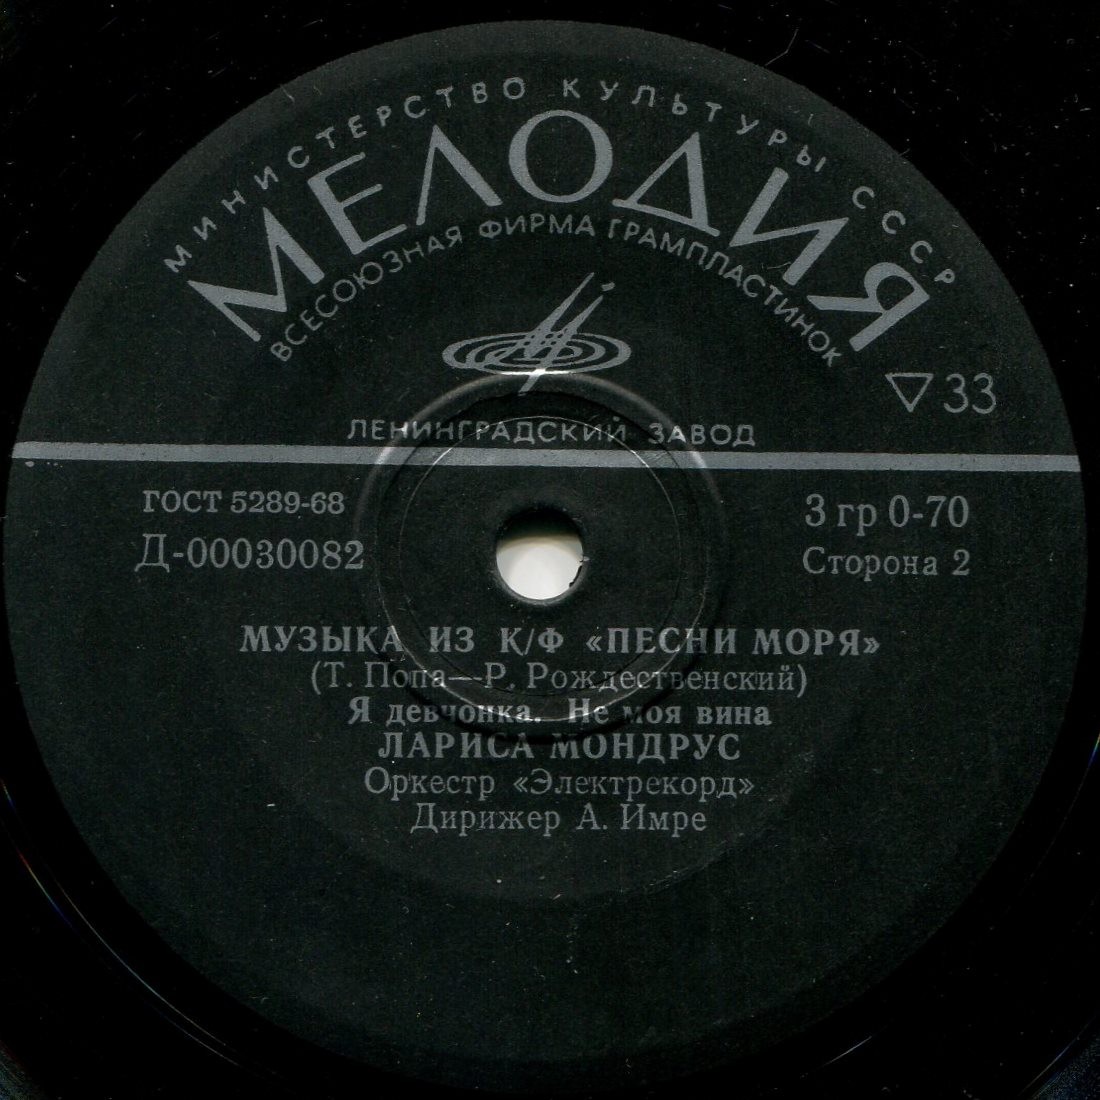 МИНИСТЕРСТВО КУЛЬТУРЫ СССР
МЕЛОДИЯ
ВСЕСОЮЗНАЯ ФИРМА ГРАМПЛАСТИНОК
▽33
ЛЕНИНГРАДСКИЙ ЗАВОД
ГОСТ 5289-68
3 гр 0-70
Д-00030082
Сторона 2
МУЗЫКА ИЗ К/Ф «ПЕСНИ МОРЯ»
(Т. Попа—Р. Рождественский)
Я девчонка. Не моя вина
ЛАРИСА МОНДРУС
Оркестр «Электрекорд»
Дирижер А. Имре